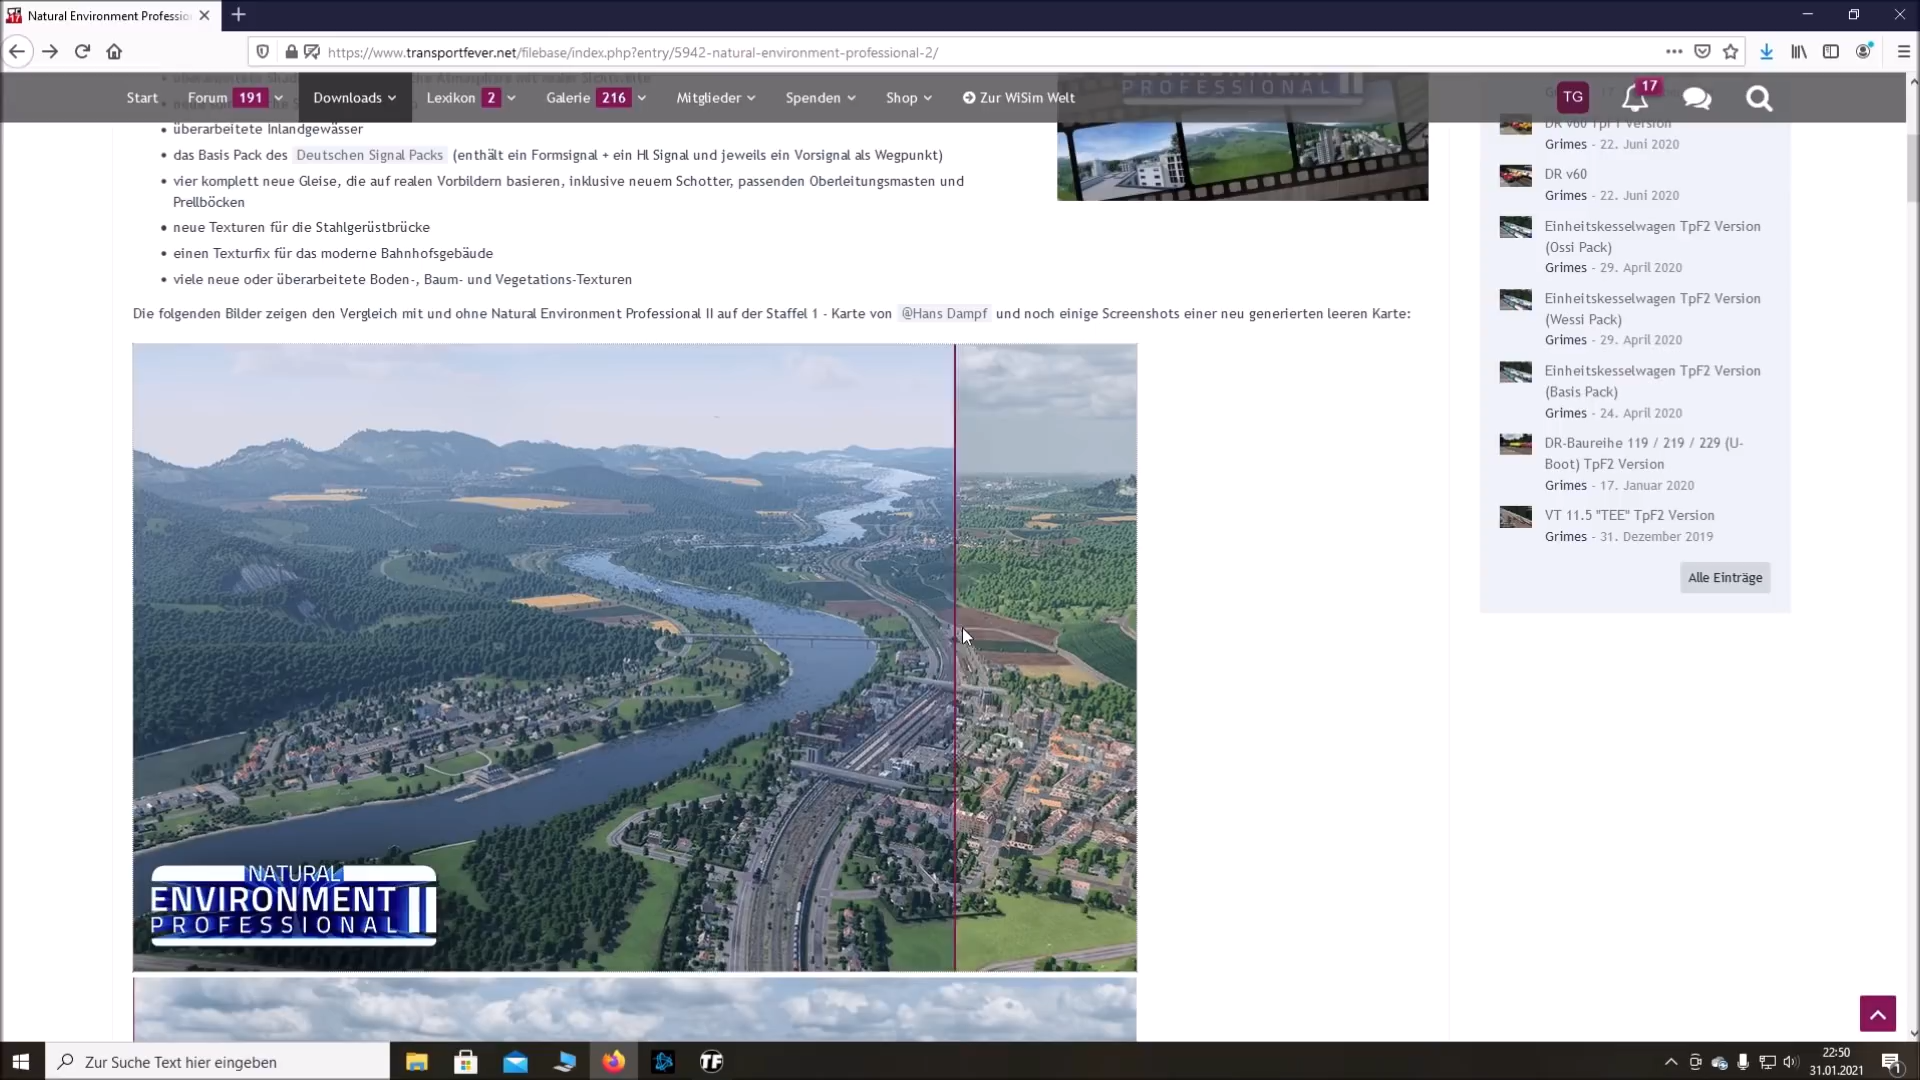 Natural Environment Professio
https://www.transportfever.net/filebase/index.php?entry/5942-natural-environment-professional-2/
Start
Forum 191
Downloads
Lexikon 2
Galerie 216
Mitglieder
Spenden
Shop
Zur WiSim Welt
TG
17
PROFESSIONAL
überarbeitete Inlandgewässer
das Basis Pack des Deutschen Signal Packs (enthält ein Formsignal + ein Hl Signal und jeweils ein Vorsignal als Wegpunkt)
vier komplett neue Gleise, die auf realen Vorbildern basieren, inklusive neuem Schotter, passenden Oberleitungsmasten und
Prellböcken
neue Texturen für die Stahlgerüstbrücke
einen Texturfix für das moderne Bahnhofsgebäude
viele neue oder überarbeitete Boden-, Baum- und Vegetations-Texturen
Die folgenden Bilder zeigen den Vergleich mit und ohne Natural Environment Professional II auf der Staffel 1 - Karte von @Hans Dampf und noch einige Screenshots einer neu generierten leeren Karte:
NATURAL
ENVIRONMENT II
PROFESSIONAL
DR v60 TpF1 Version
Grimes - 22. Juni 2020
DR v60
Grimes - 22. Juni 2020
Einheitskesselwagen TpF2 Version
(Ossi Pack)
Grimes - 29. April 2020
Einheitskesselwagen TpF2 Version
(Wessi Pack)
Grimes - 29. April 2020
Einheitskesselwagen TpF2 Version
(Basis Pack)
Grimes - 24. April 2020
DR-Baureihe 119 / 219 / 229 (U-
Boot) TpF2 Version
Grimes - 17. Januar 2020
VT 11.5 "TEE" TpF2 Version
Grimes - 31. Dezember 2019
Alle Einträge
Zur Suche Text hier eingeben
TF
22:50
31.01.2021
1